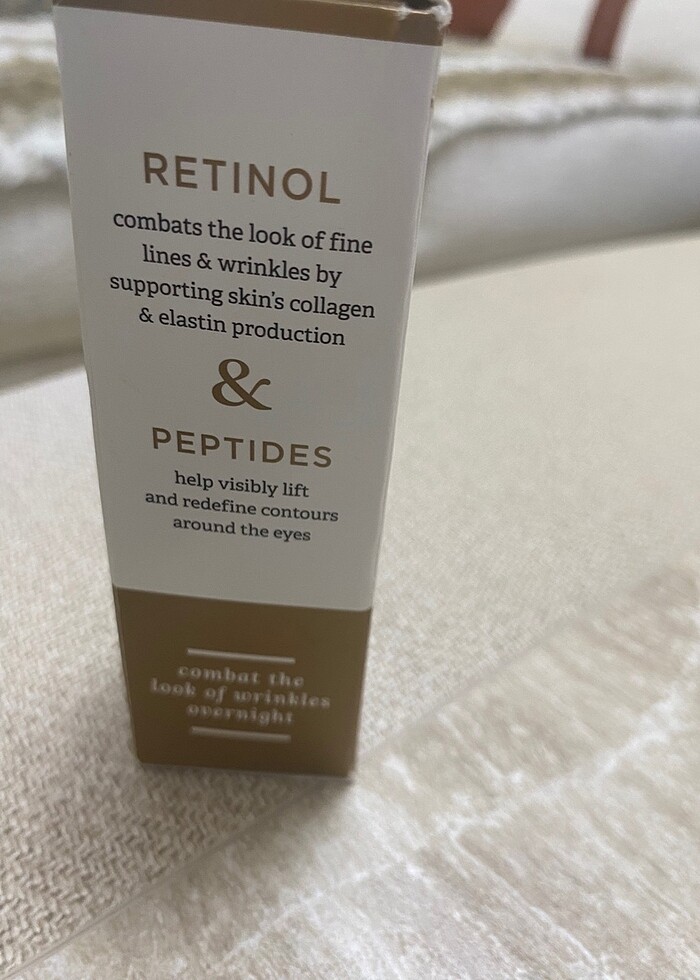 RETINOL
combats the look of fine
lines & wrinkles by
supporting skin's collagen
& elastin production
&
PEPTIDES
help visibly lift
and redefine contours
around the eyes
combat the
look of wrinkles
overnight